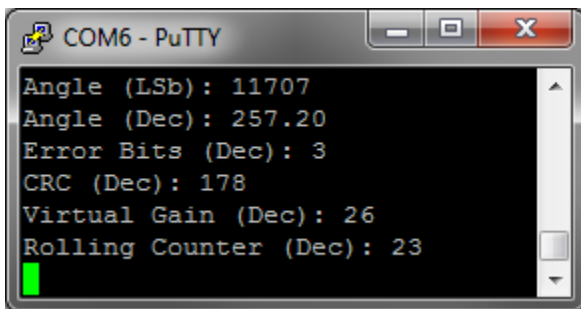 COM6 - PuTTY
Angle (LSb): 11707
Angle (Dec): 257.20
Error Bits (Dec): 3
CRC (Dec): 178
Virtual Gain (Dec): 26
Rolling Counter (Dec): 23